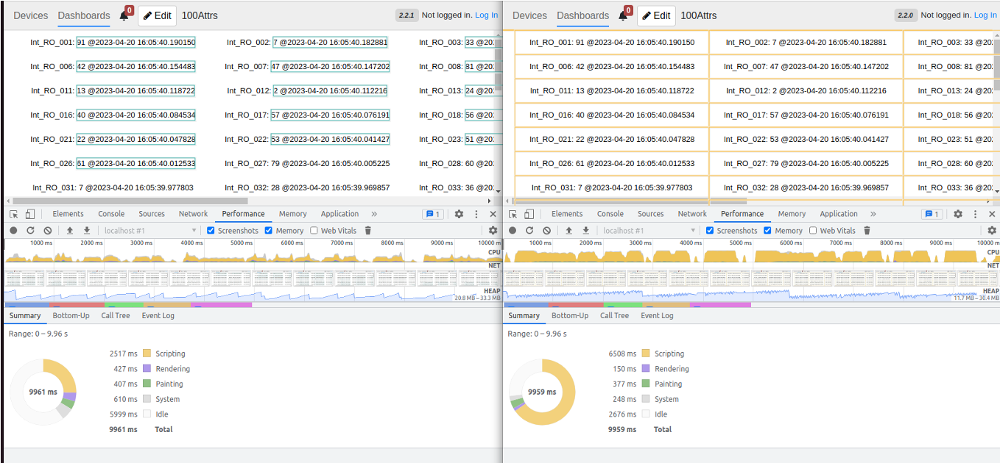 Devices Dashboards 0 Edit 100Attrs 2.2.1 Not logged in. Log In
Int_RO_001: 91 @2023-04-20 16:05:40.190150 Int_RO_002: 7 @2023-04-20 16:05:40.182881 Int_RO_003: 33 @20
Int_RO_006: 42 @2023-04-20 16:05:40.154483 Int_RO_007: 47 @2023-04-20 16:05:40.147202 Int_RO_008: 81 @20
Int_RO_011: 13 @2023-04-20 16:05:40.118722 Int_RO_012: 2 @2023-04-20 16:05:40.112216 Int_RO_013: 24 @20
Int_RO_016: 40 @2023-04-20 16:05:40.084534 Int_RO_017: 57 @2023-04-20 16:05:40.076191 Int_RO_018: 56 @20
Int_RO_021: 22 @2023-04-20 16:05:40.047828 Int_RO_022: 53 @2023-04-20 16:05:40.041427 Int_RO_023: 51 @20
Int_RO_026: 61 @2023-04-20 16:05:40.012533 Int_RO_027: 79 @2023-04-20 16:05:40.005225 Int_RO_028: 60 @20
Int_RO_031: 7 @2023-04-20 16:05:39.977803 Int_RO_032: 28 @2023-04-20 16:05:39.969857 Int_RO_033: 36 @20
Elements Console Sources Network Performance Memory Application » 1
localhost #1 Screenshots Memory Web Vitals
1000 ms 2000 ms 3000 ms 4000 ms 5000 ms 6000 ms 7000 ms 8000 ms 9000 ms 10000 m
CPU
NET
HEAP
20.8 MB – 33.3 MB
Summary Bottom-Up Call Tree Event Log
Range: 0 – 9.96 s
9961 ms
2517 ms Scripting
427 ms Rendering
407 ms Painting
610 ms System
5999 ms Idle
9961 ms Total
Devices Dashboards 0 Edit 100Attrs 2.2.0 Not logged in. Log In
Int_RO_001: 91 @2023-04-20 16:05:40.190150 Int_RO_002: 7 @2023-04-20 16:05:40.182881 Int_RO_003: 33 @20
Int_RO_006: 42 @2023-04-20 16:05:40.154483 Int_RO_007: 47 @2023-04-20 16:05:40.147202 Int_RO_008: 81 @20
Int_RO_011: 13 @2023-04-20 16:05:40.118722 Int_RO_012: 2 @2023-04-20 16:05:40.112216 Int_RO_013: 24 @20
Int_RO_016: 40 @2023-04-20 16:05:40.084534 Int_RO_017: 57 @2023-04-20 16:05:40.076191 Int_RO_018: 56 @20
Int_RO_021: 22 @2023-04-20 16:05:40.047828 Int_RO_022: 53 @2023-04-20 16:05:40.041427 Int_RO_023: 51 @20
Int_RO_026: 61 @2023-04-20 16:05:40.012533 Int_RO_027: 79 @2023-04-20 16:05:40.005225 Int_RO_028: 60 @20
Int_RO_031: 7 @2023-04-20 16:05:39.977803 Int_RO_032: 28 @2023-04-20 16:05:39.969857 Int_RO_033: 36 @20
Elements Console Sources Network Performance Memory Application » 1
localhost #1 Screenshots Memory Web Vitals
1000 ms 2000 ms 3000 ms 4000 ms 5000 ms 6000 ms 7000 ms 8000 ms 9000 ms 10000 m
CPU
NET
HEAP
11.7 MB – 30.4 MB
Summary Bottom-Up Call Tree Event Log
Range: 0 – 9.96 s
9959 ms
6508 ms Scripting
150 ms Rendering
377 ms Painting
248 ms System
2676 ms Idle
9959 ms Total